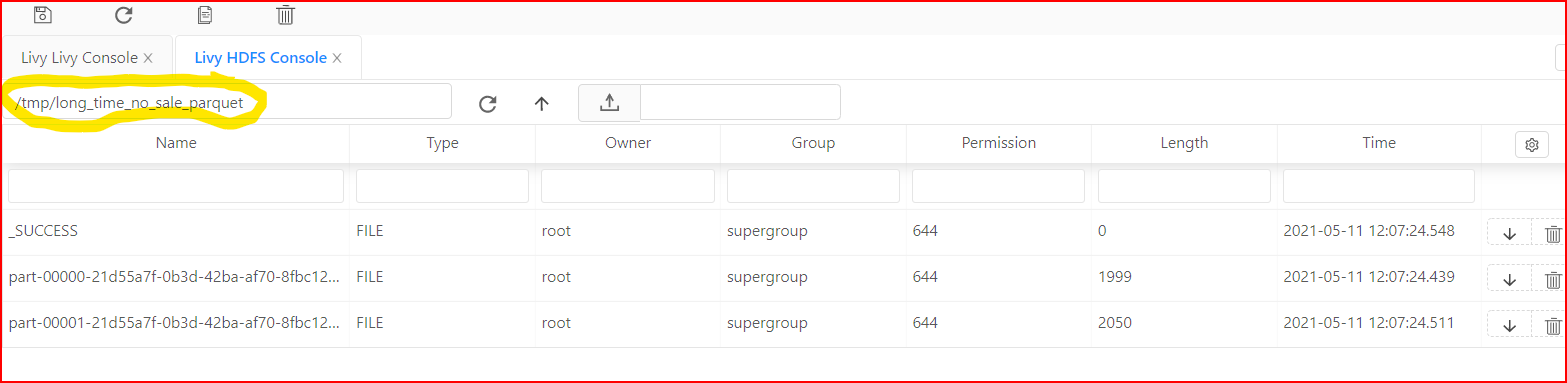 Livy Livy Console
Livy HDFS Console
/tmp/long_time_no_sale_parquet
Name Type Owner Group Permission Length Time
_SUCCESS FILE root supergroup 644 0 2021-05-11 12:07:24.548
part-00000-21d55a7f-0b3d-42ba-af70-8fbc12... FILE root supergroup 644 1999 2021-05-11 12:07:24.439
part-00001-21d55a7f-0b3d-42ba-af70-8fbc12... FILE root supergroup 644 2050 2021-05-11 12:07:24.511